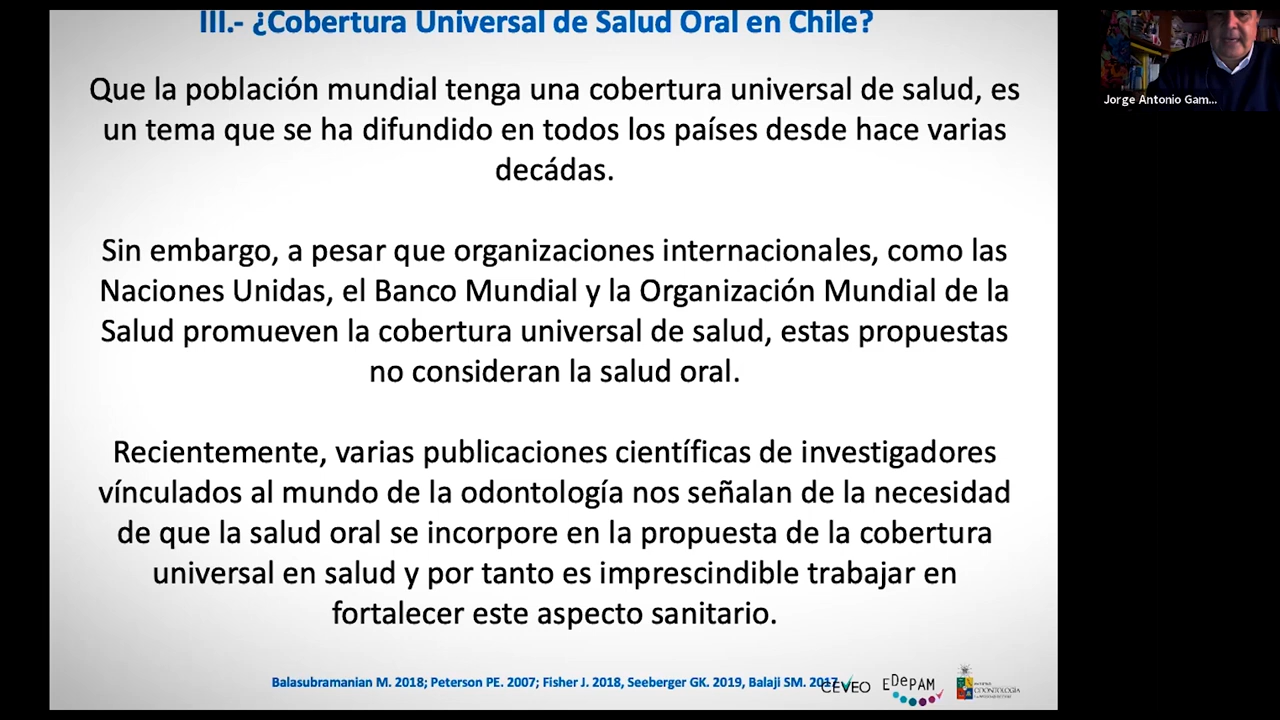 III.- ¿Cobertura Universal de Salud Oral en Chile?
Jorge Antonio Gam...
Que la población mundial tenga una cobertura universal de salud, es
un tema que se ha difundido en todos los países desde hace varias
decádas.
Sin embargo, a pesar que organizaciones internacionales, como las
Naciones Unidas, el Banco Mundial y la Organización Mundial de la
Salud promueven la cobertura universal de salud, estas propuestas
no consideran la salud oral.
Recientemente, varias publicaciones científicas de investigadores
vínculados al mundo de la odontología nos señalan de la necesidad
de que la salud oral se incorpore en la propuesta de la cobertura
universal en salud y por tanto es imprescindible trabajar en
fortalecer este aspecto sanitario.
Balasubramanian M. 2018; Peterson PE. 2007; Fisher J. 2018, Seeberger GK. 2019, Balaji SM. 2017
CEVEO
EDePAM
ODONTOLOGÍA